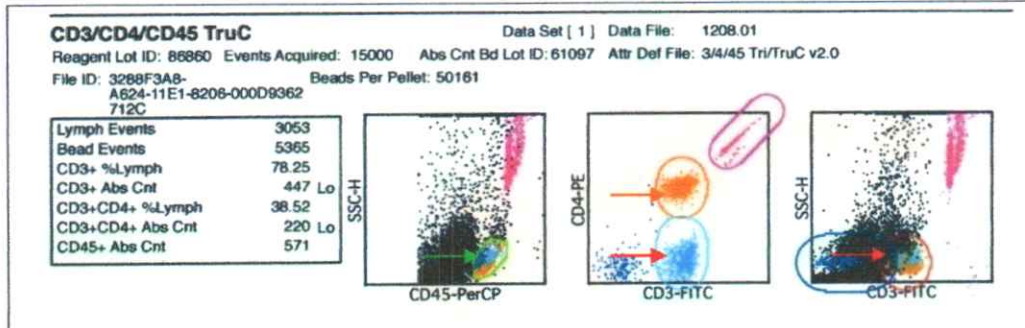 CD3/CD4/CD45 TruC
Data Set [ 1 ] Data File: 1208.01
Reagent Lot ID: 86860 Events Acquired: 15000 Abs Cnt Bd Lot ID: 61097 Attr Def File: 3/4/45 Tri/TruC v2.0
File ID: 3288F3A8- Beads Per Pellet: 50161
A624-11E1-8206-000D9362
712C
Lymph Events 3053
Bead Events 5365
CD3+ %Lymph 78.25
CD3+ Abs Cnt 447 Lo
CD3+CD4+ %Lymph 38.52
CD3+CD4+ Abs Cnt 220 Lo
CD45+ Abs Cnt 571
SSC-H
CD45-PerCP
CD4-PE
CD3-FITC
SSC-H
CD3-FITC